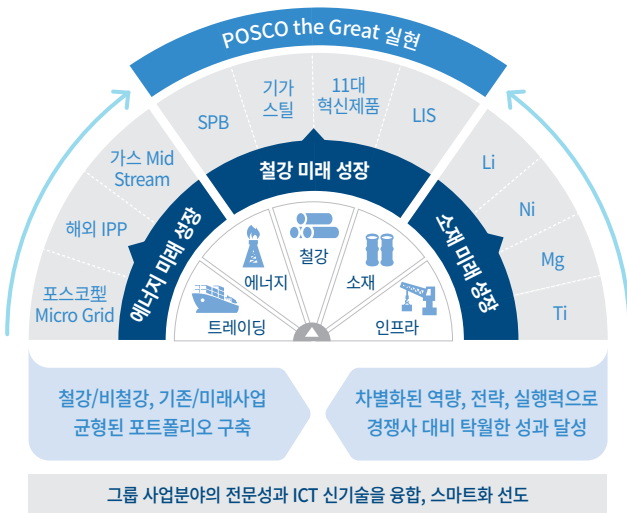 POSCO the Great 실현
SPB
기가
스틸
11대
혁신제품
LIS
가스 Mid
Stream
해외 IPP
포스코型
Micro Grid
Li
Ni
Mg
Ti
에너지 미래 성장
철강 미래 성장
소재 미래 성장
트레이딩
에너지
철강
소재
인프라
철강/비철강, 기존/미래사업
균형된 포트폴리오 구축
차별화된 역량, 전략, 실행력으로
경쟁사 대비 탁월한 성과 달성
그룹 사업분야의 전문성과 ICT 신기술을 융합, 스마트화 선도